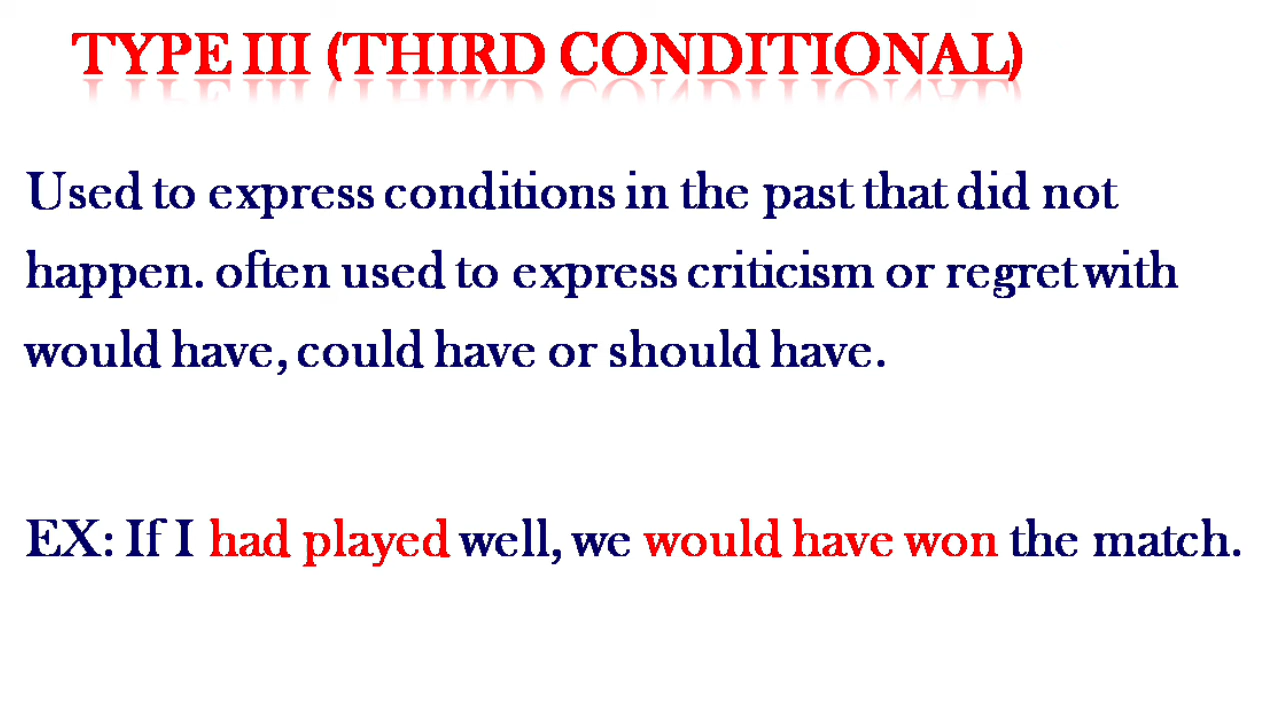 TYPE III (THIRD CONDITIONAL)
Used to express conditions in the past that did not
happen. often used to express criticism or regret with
would have, could have or should have.
EX: If I had played well, we would have won the match.